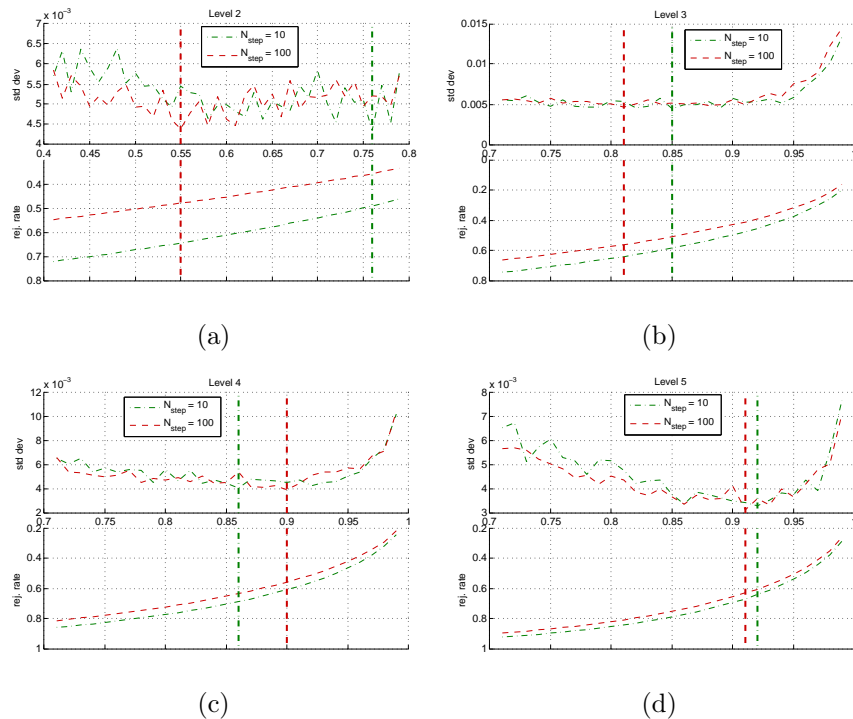 Level 2
x 10⁻³
7
6.5
6
5.5
5
4.5
4
std dev
N_step = 10
N_step = 100
0.4 0.45 0.5 0.55 0.6 0.65 0.7 0.75 0.8
0.4
0.5
0.6
0.7
0.8
rej. rate
(a)
Level 3
0.015
0.01
0.005
0
std dev
N_step = 10
N_step = 100
0.7 0.75 0.8 0.85 0.9 0.95 1
0
0.2
0.4
0.6
0.8
rej. rate
(b)
Level 4
x 10⁻³
12
10
8
6
4
2
std dev
N_step = 10
N_step = 100
0.7 0.75 0.8 0.85 0.9 0.95 1
0.2
0.4
0.6
0.8
1
rej. rate
(c)
Level 5
x 10⁻³
8
7
6
5
4
3
std dev
N_step = 10
N_step = 100
0.7 0.75 0.8 0.85 0.9 0.95 1
0.2
0.4
0.6
0.8
1
rej. rate
(d)